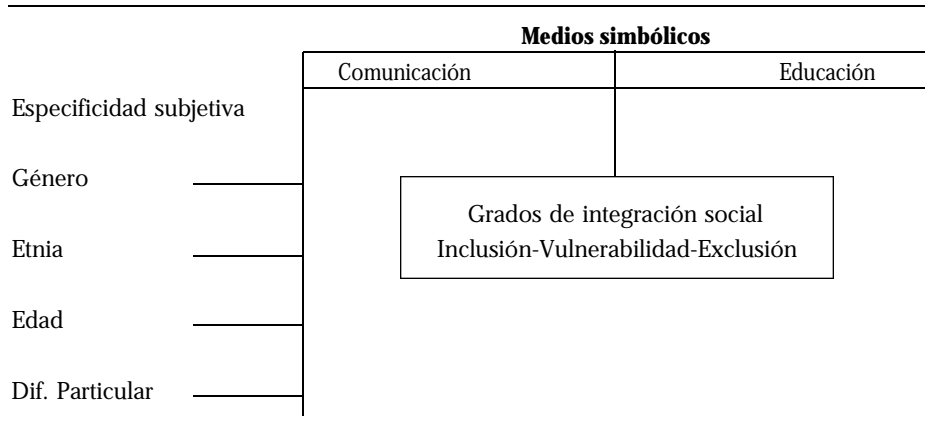 Medios simbólicos
Comunicación
Educación
Especificidad subjetiva
Género
Grados de integración social
Inclusión-Vulnerabilidad-Exclusión
Etnia
Edad
Dif. Particular